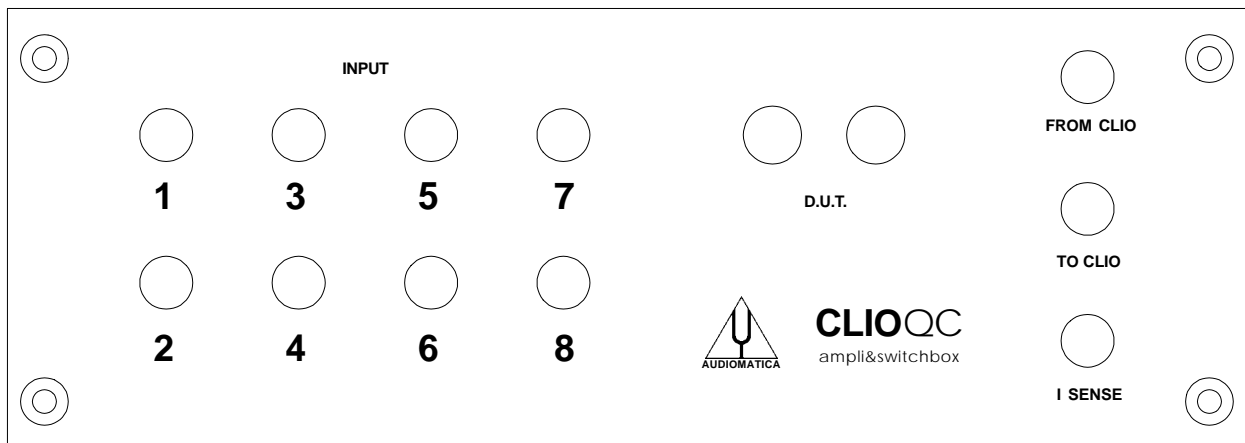 INPUT
FROM CLIO
1 3 5 7
D.U.T.
TO CLIO
CLIOQC
ampli&switchbox
2 4 6 8
AUDIOMATICA
I SENSE